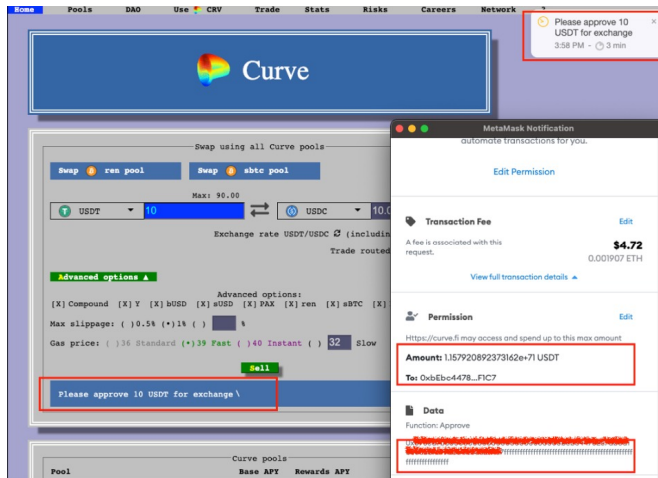 Home Pools DAO Use CRV Trade Stats Risks Careers Network ?
Please approve 10
USDT for exchange
3:58 PM - 3 min
Curve
Swap using all Curve pools
Swap ren pool Swap sbtc pool
Max: 90.00
USDT 10 USDC 10.0
Exchange rate USDT/USDC (includin
Trade routed
Advanced options ▲
Advanced options:
[X]Compound [X]Y [X]bUSD [X]sUSD [X]PAX [X]ren [X]sBTC [X]
Max slippage: ( )0.5% (•)1% ( ) %
Gas price: ( )36 Standard (•)39 Fast ( )40 Instant ( ) 32 Slow
Sell
Please approve 10 USDT for exchange\
Curve pools
Pool Base APY Rewards APY
MetaMask Notification
automate transactions for you.
Edit Permission
Transaction Fee Edit
A fee is associated with this
request.
$4.72
0.001907 ETH
View full transaction details ▲
Permission Edit
Https://curve.fi may access and spend up to this max amount
Amount: 1.157920892373162e+71 USDT
To: 0xbEbc4478...F1C7
Data
Function: Approve